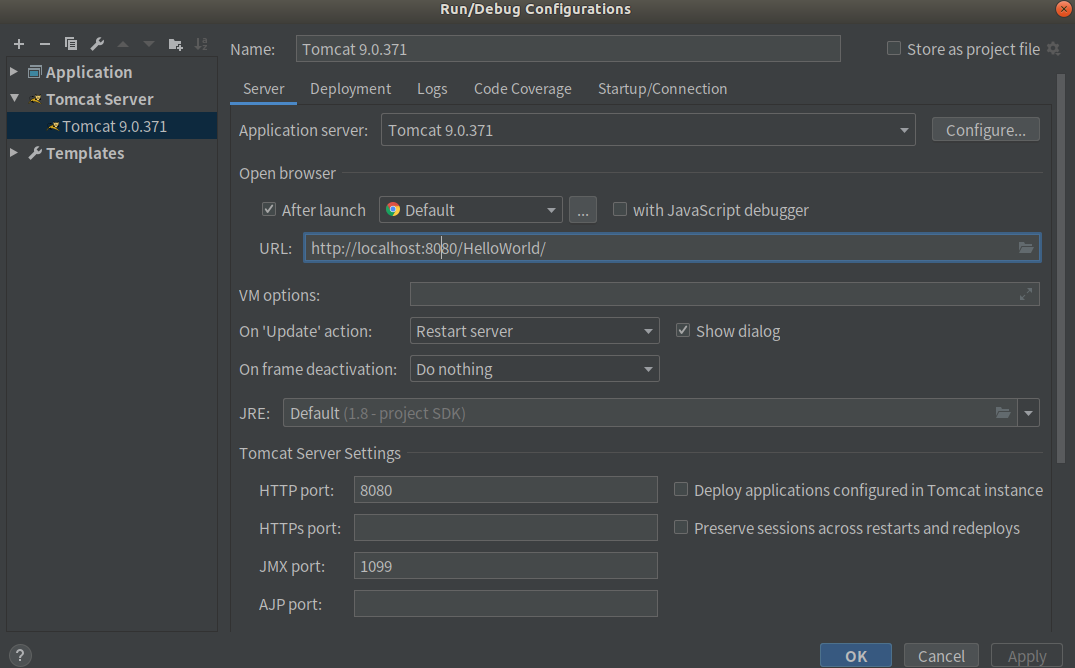 Run/Debug Configurations
Name: Tomcat 9.0.371 Store as project file
Application
Tomcat Server
Tomcat 9.0.371
Templates
Server Deployment Logs Code Coverage Startup/Connection
Application server: Tomcat 9.0.371 Configure...
Open browser
After launch Default ... with JavaScript debugger
URL: http://localhost:8080/HelloWorld/
VM options:
On 'Update' action: Restart server Show dialog
On frame deactivation: Do nothing
JRE: Default (1.8 - project SDK)
Tomcat Server Settings
HTTP port: 8080 Deploy applications configured in Tomcat instance
HTTPs port: Preserve sessions across restarts and redeploys
JMX port: 1099
AJP port:
? OK Cancel Apply